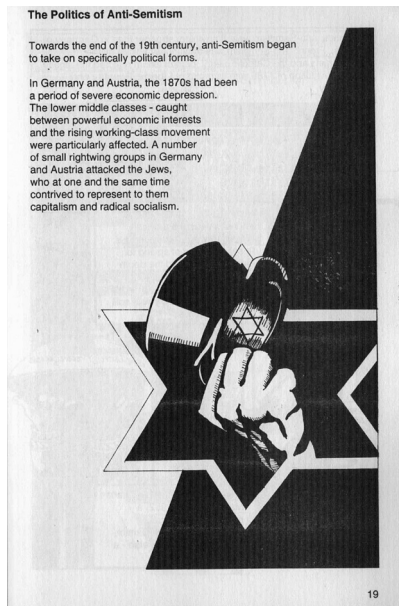 The Politics of Anti-Semitism
Towards the end of the 19th century, anti-Semitism began
to take on specifically political forms.
In Germany and Austria, the 1870s had been
a period of severe economic depression.
The lower middle classes - caught
between powerful economic interests
and the rising working-class movement
were particularly affected. A number
of small rightwing groups in Germany
and Austria attacked the Jews,
who at one and the same time
contrived to represent to them
capitalism and radical socialism.
19